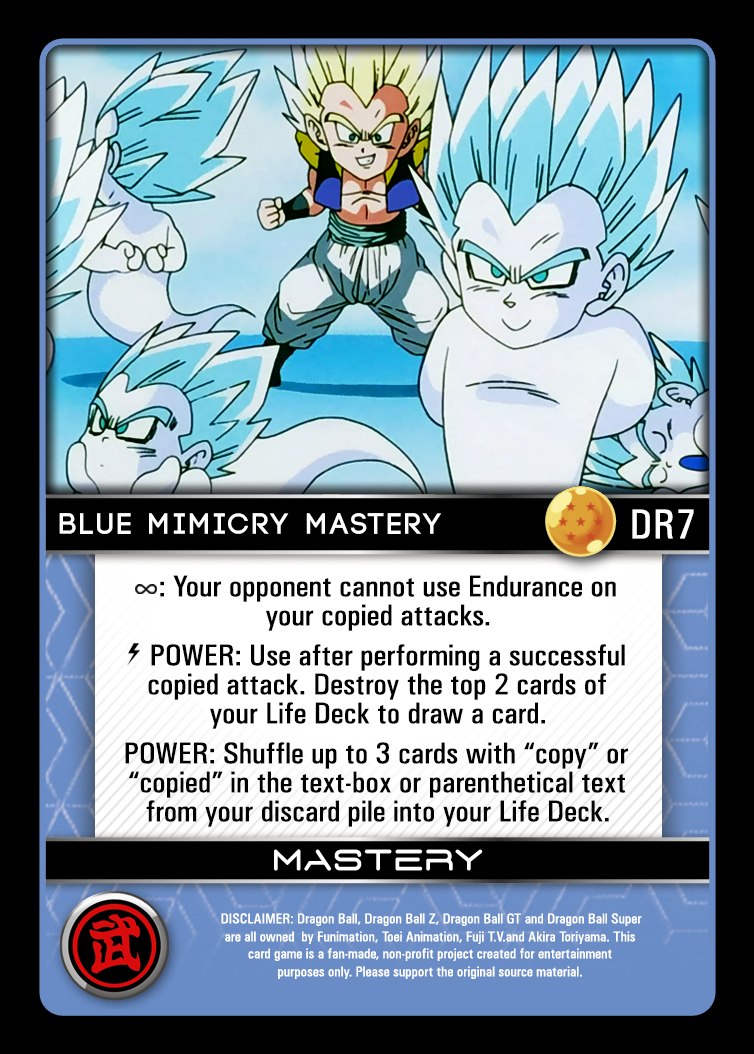 BLUE MIMICRY MASTERY
DR7
∞: Your opponent cannot use Endurance on
your copied attacks.
POWER: Use after performing a successful
copied attack. Destroy the top 2 cards of
your Life Deck to draw a card.
POWER: Shuffle up to 3 cards with “copy” or
“copied” in the text-box or parenthetical text
from your discard pile into your Life Deck.
MASTERY
武
DISCLAIMER: Dragon Ball, Dragon Ball Z, Dragon Ball GT and Dragon Ball Super
are all owned by Funimation, Toei Animation, Fuji T.V.and Akira Toriyama. This
card game is a fan-made, non-profit project created for entertainment
purposes only. Please support the original source material.